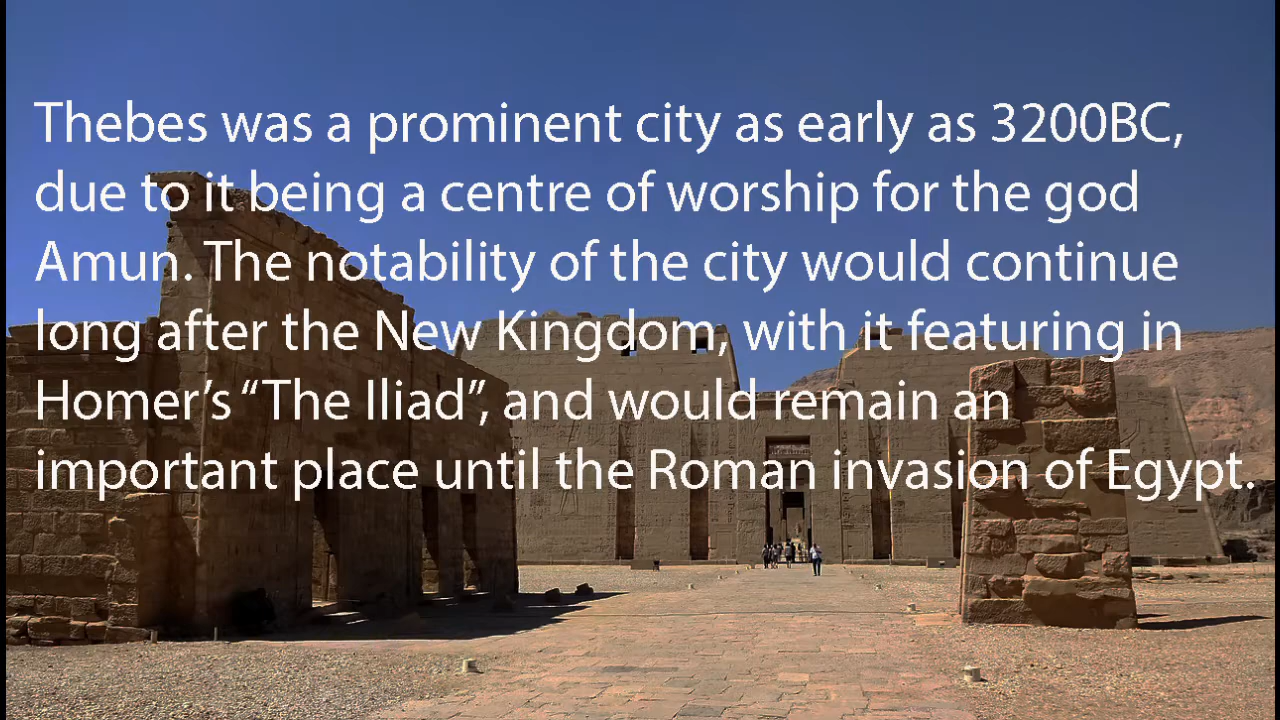 Thebes was a prominent city as early as 3200BC,
due to it being a centre of worship for the god
Amun. The notability of the city would continue
long after the New Kingdom, with it featuring in
Homer’s “The Iliad”, and would remain an
important place until the Roman invasion of Egypt.